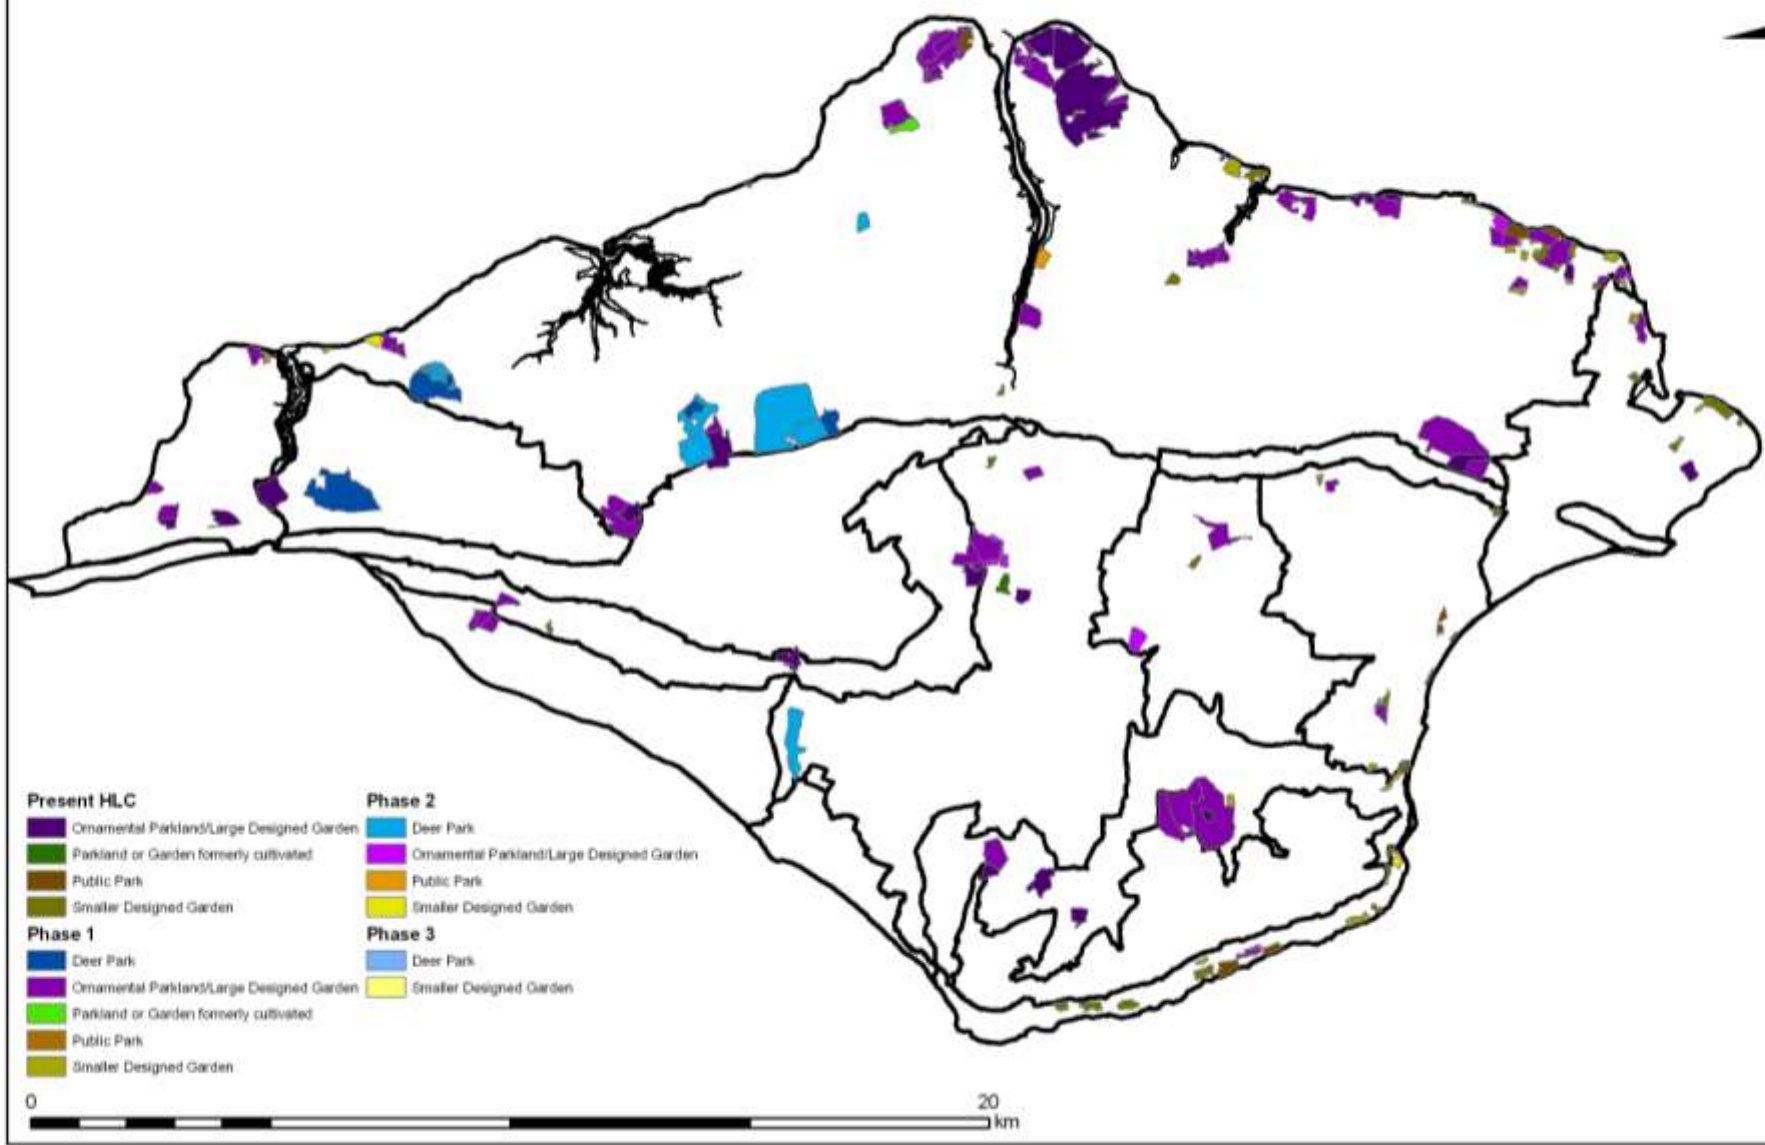 Present HLC
Ornamental Parkland/Large Designed Garden
Parkland or Garden formerly cultivated
Public Park
Smaller Designed Garden
Phase 1
Deer Park
Ornamental Parkland/Large Designed Garden
Parkland or Garden formerly cultivated
Public Park
Smaller Designed Garden
Phase 2
Deer Park
Ornamental Parkland/Large Designed Garden
Public Park
Smaller Designed Garden
Phase 3
Deer Park
Smaller Designed Garden
0 20
km